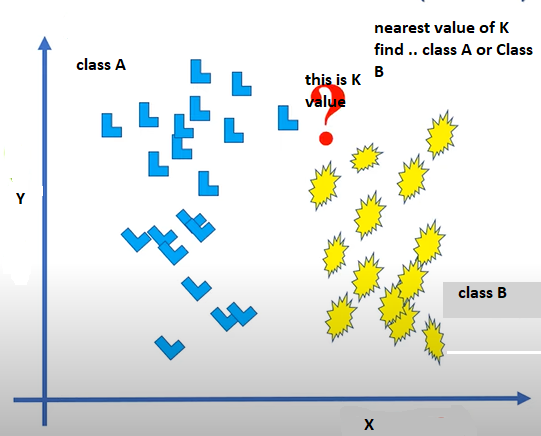 nearest value of K
find .. class A or Class
B
class A
this is K
value
?
Y
class B
X